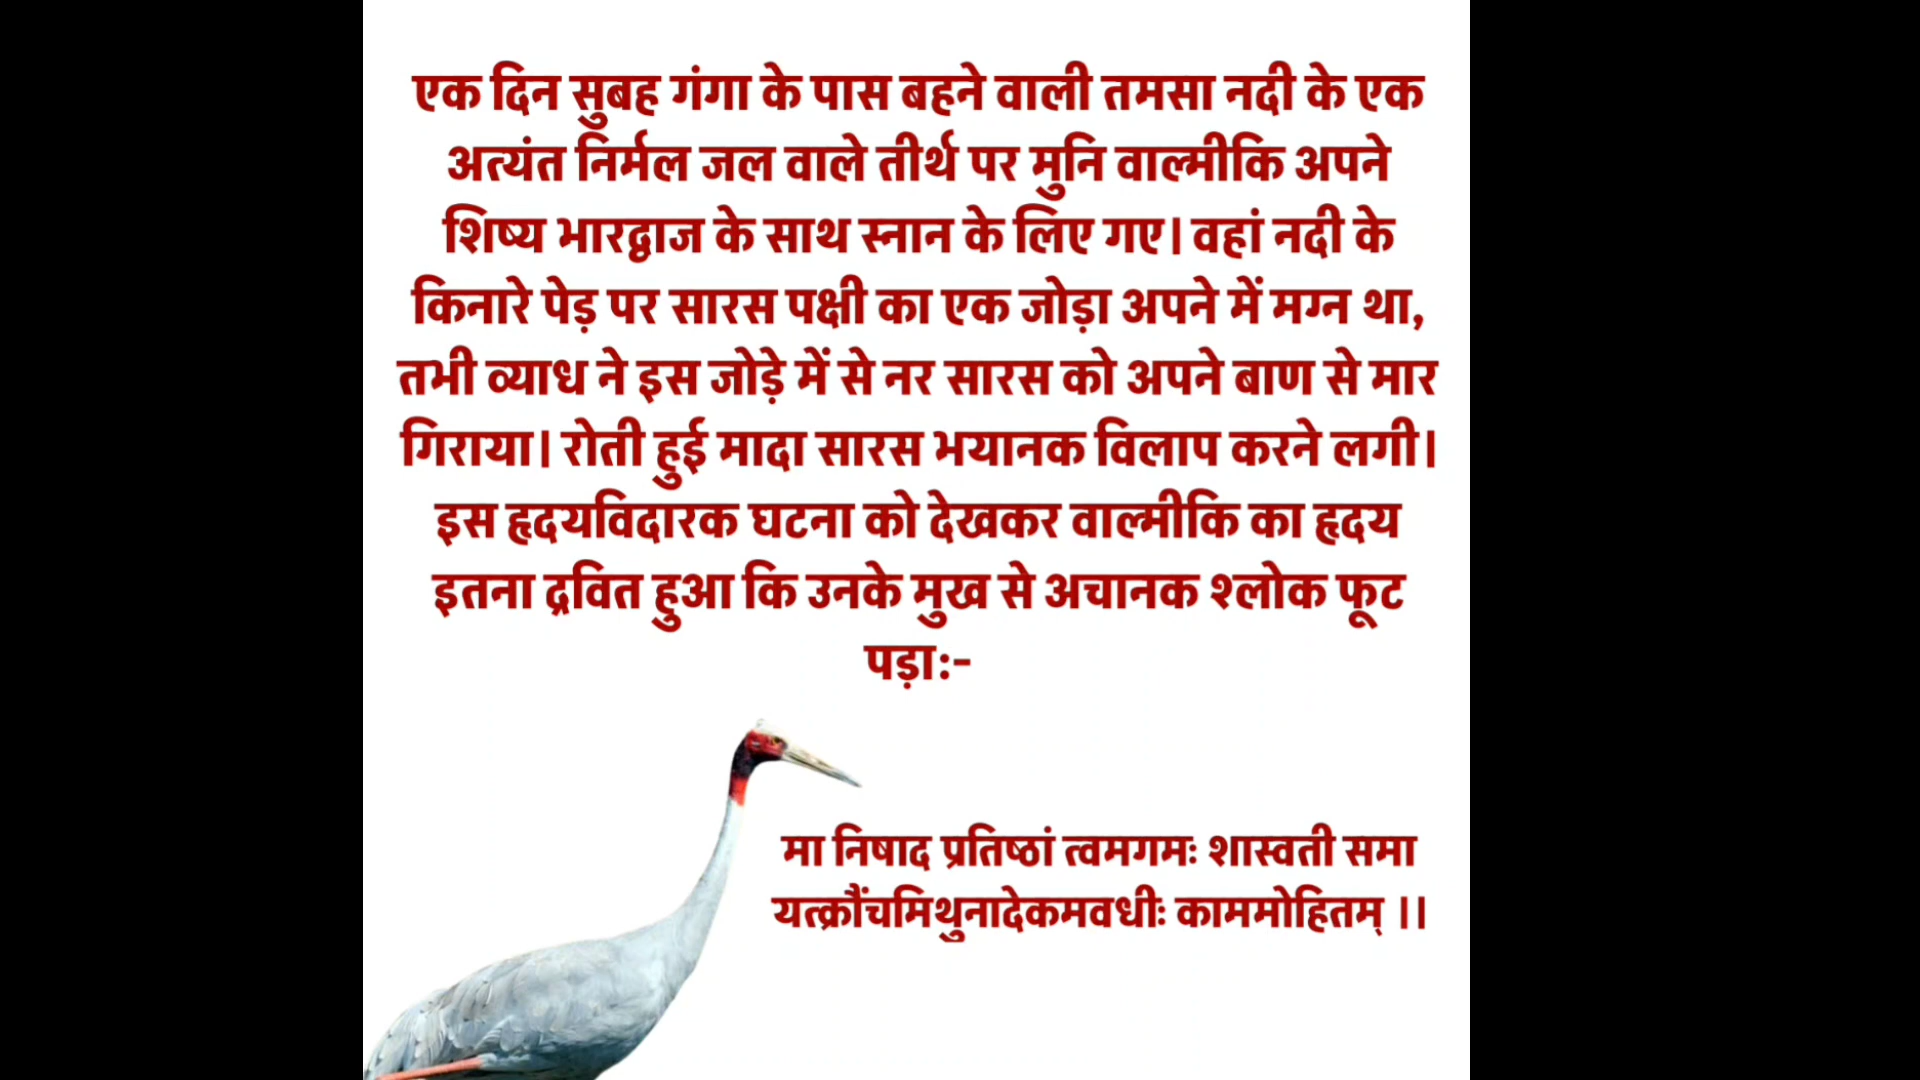 एक दिन सुबह गंगा के पास बहने वाली तमसा नदी के एक
अत्यंत निर्मल जल वाले तीर्थ पर मुनि वाल्मीकि अपने
शिष्य भारद्वाज के साथ स्नान के लिए गए। वहां नदी के
किनारे पेड़ पर सारस पक्षी का एक जोड़ा अपने में मग्न था,
तभी व्याध ने इस जोड़े में से नर सारस को अपने बाण से मार
गिराया। रोती हुई मादा सारस भयानक विलाप करने लगी।
इस हृदयविदारक घटना को देखकर वाल्मीकि का हृदय
इतना द्रवित हुआ कि उनके मुख से अचानक श्लोक फूट
पड़ाः-
मा निषाद प्रतिष्ठां त्वमगमः शास्वती समा
यत्क्रौंचमिथुनादेकमवधीः काममोहितम् ।।